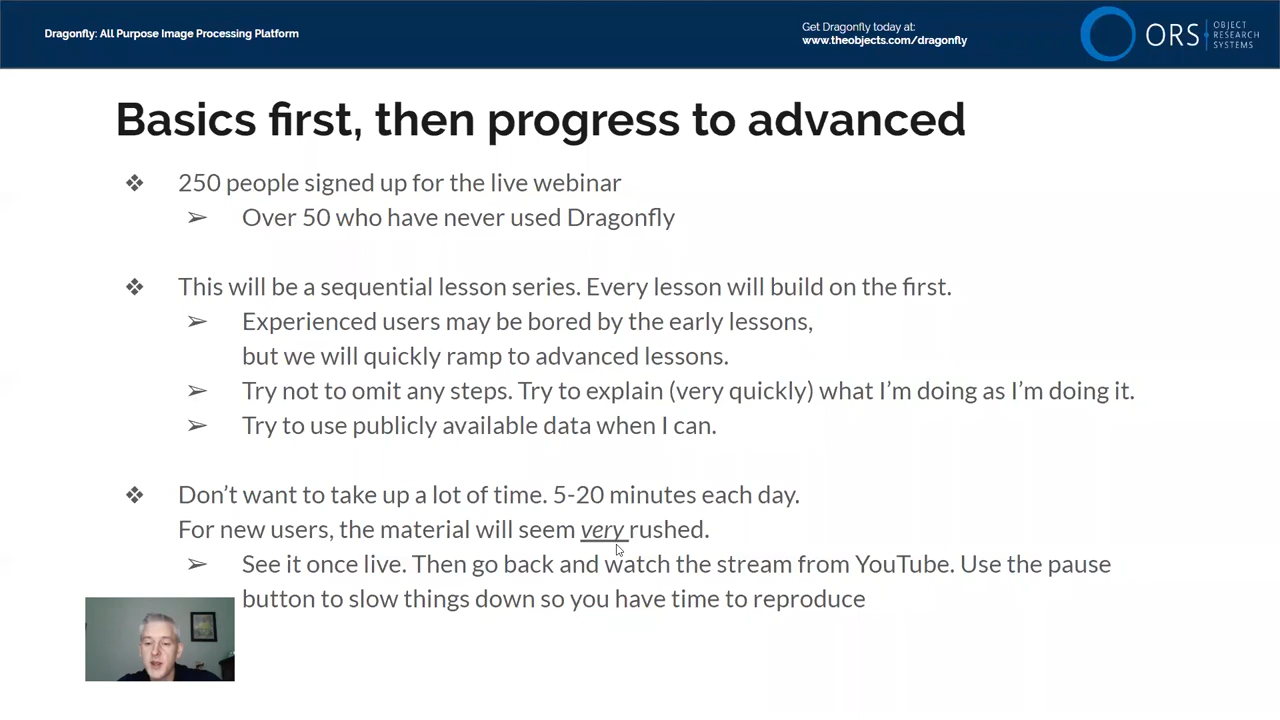 Dragonfly: All Purpose Image Processing Platform
Get Dragonfly today at:
www.theobjects.com/dragonfly
ORS
OBJECT
RESEARCH
SYSTEMS
Basics first, then progress to advanced
❖ 250 people signed up for the live webinar
➢ Over 50 who have never used Dragonfly
❖ This will be a sequential lesson series. Every lesson will build on the first.
➢ Experienced users may be bored by the early lessons,
but we will quickly ramp to advanced lessons.
➢ Try not to omit any steps. Try to explain (very quickly) what I’m doing as I’m doing it.
➢ Try to use publicly available data when I can.
❖ Don’t want to take up a lot of time. 5-20 minutes each day.
For new users, the material will seem very rushed.
➢ See it once live. Then go back and watch the stream from YouTube. Use the pause
button to slow things down so you have time to reproduce